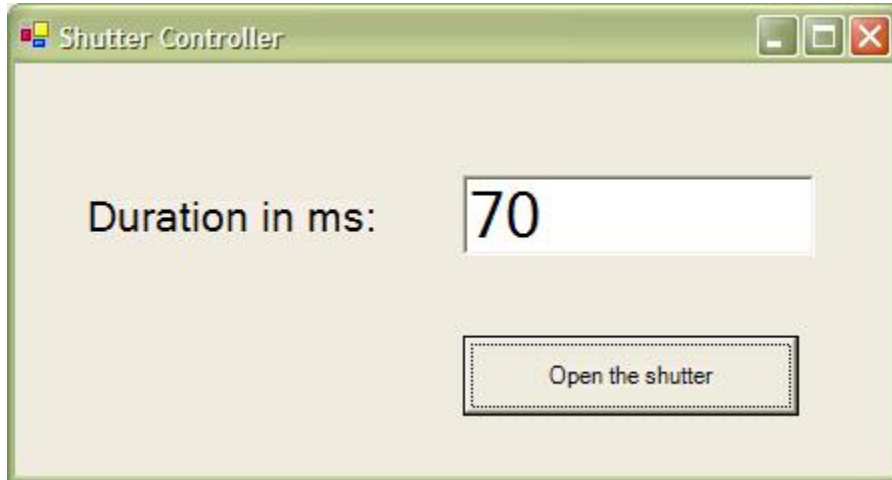 Shutter Controller
Duration in ms: 70
Open the shutter